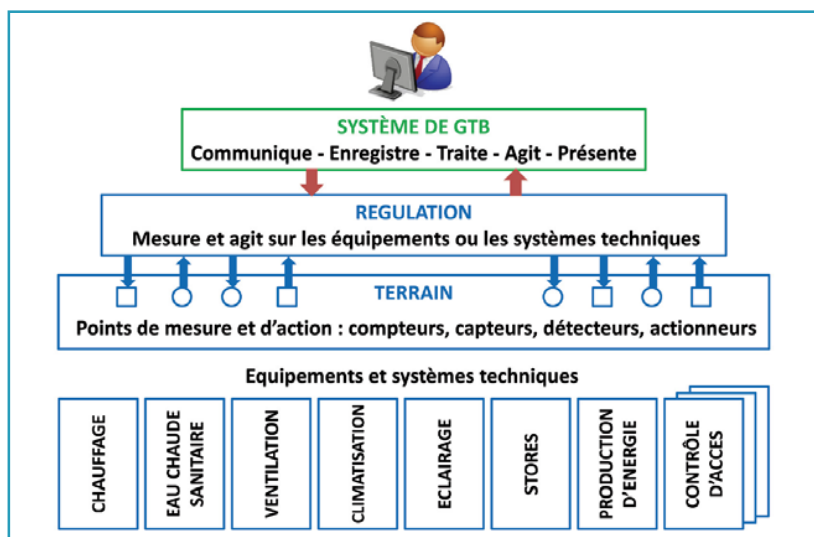 SYSTÈME DE GTB
Communique - Enregistre - Traite - Agit - Présente
REGULATION
Mesure et agit sur les équipements ou les systèmes techniques
TERRAIN
Points de mesure et d'action : compteurs, capteurs, détecteurs, actionneurs
Equipements et systèmes techniques
CHAUFFAGE
EAU CHAUDE
SANITAIRE
VENTILATION
CLIMATISATION
ECLAIRAGE
STORES
PRODUCTION
D'ENERGIE
CONTRÔLE
D'ACCES